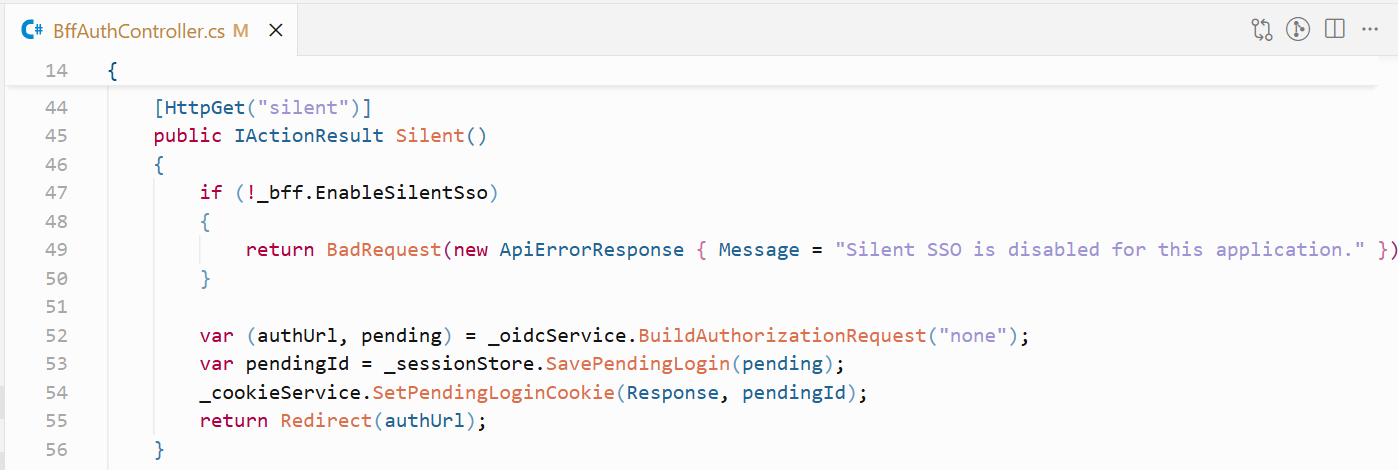 C# BffAuthController.cs M
14 {
44 [HttpGet("silent")]
45 public IActionResult Silent()
46 {
47 if (!_bff.EnableSilentSso)
48 {
49 return BadRequest(new ApiErrorResponse { Message = "Silent SSO is disabled for this application." })
50 }
51
52 var (authUrl, pending) = _oidcService.BuildAuthorizationRequest("none");
53 var pendingId = _sessionStore.SavePendingLogin(pending);
54 _cookieService.SetPendingLoginCookie(Response, pendingId);
55 return Redirect(authUrl);
56 }